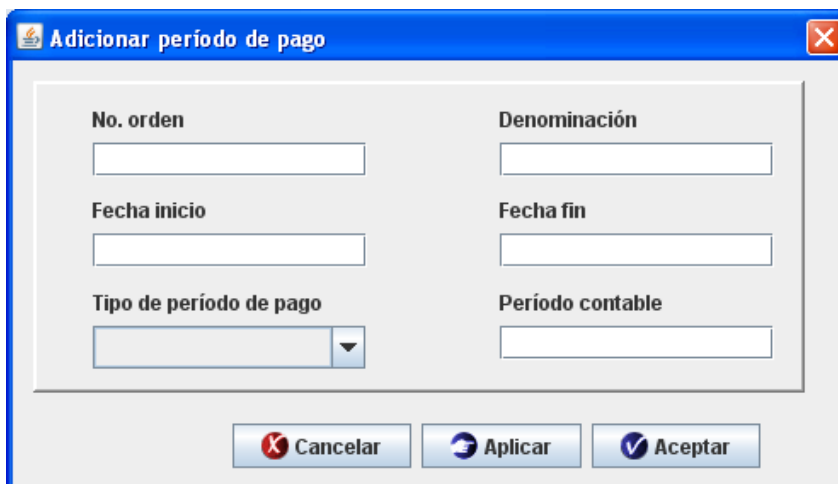 Adicionar período de pago
No. orden
Denominación
Fecha inicio
Fecha fin
Tipo de período de pago
Período contable
Cancelar
Aplicar
Aceptar